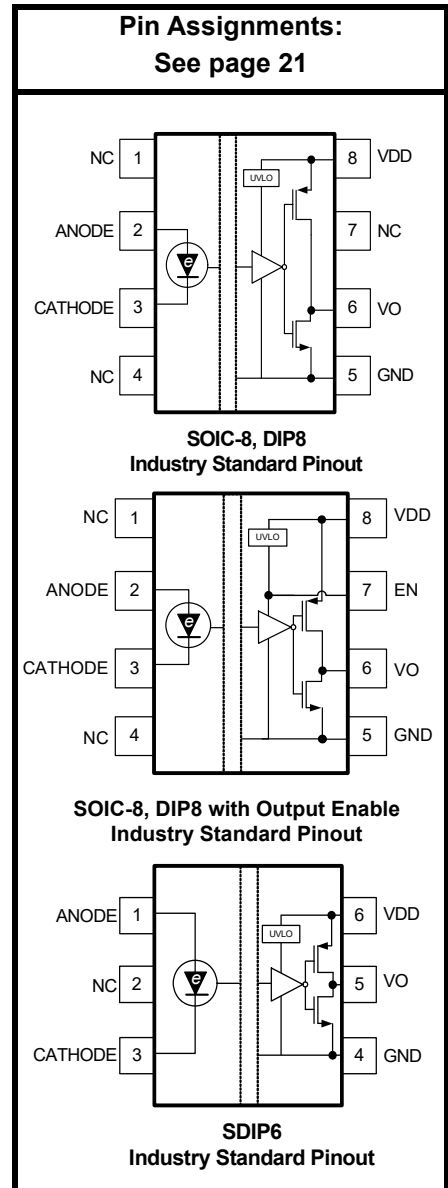 Pin Assignments:
See page 21
NC 1
8 VDD
UVLO
ANODE 2
7 NC
e
CATHODE 3
6 VO
NC 4
5 GND
SOIC-8, DIP8
Industry Standard Pinout
NC 1
8 VDD
UVLO
ANODE 2
7 EN
e
CATHODE 3
6 VO
NC 4
5 GND
SOIC-8, DIP8 with Output Enable
Industry Standard Pinout
ANODE 1
6 VDD
UVLO
NC 2
5 VO
e
CATHODE 3
4 GND
SDIP6
Industry Standard Pinout